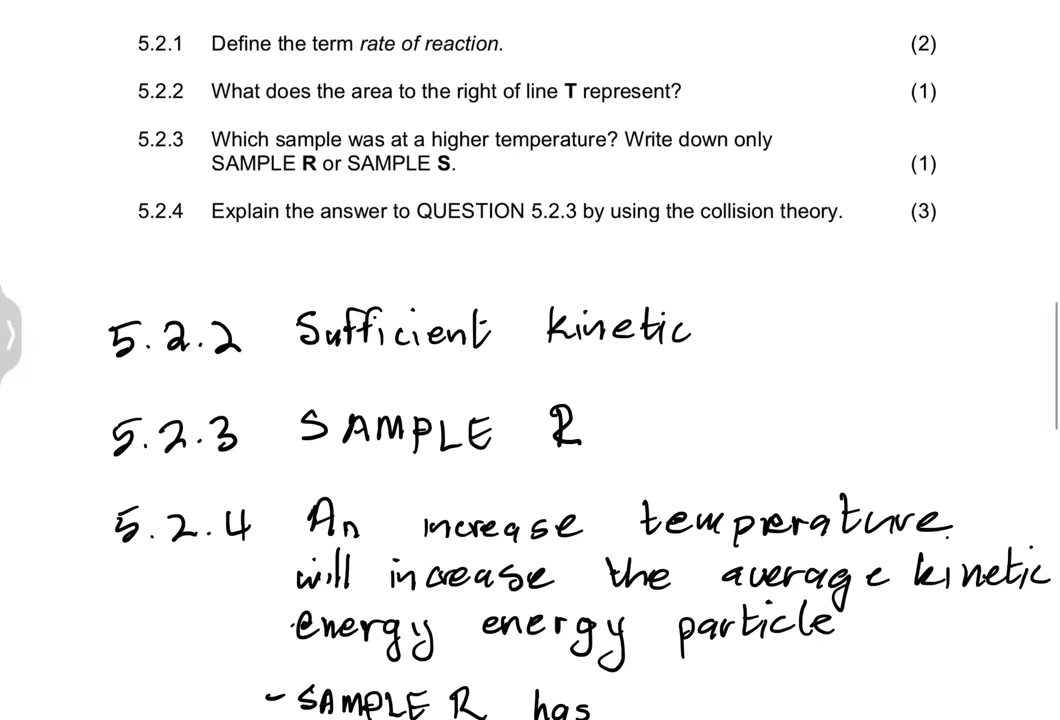 5.2.1 Define the term rate of reaction. (2)
5.2.2 What does the area to the right of line T represent? (1)
5.2.3 Which sample was at a higher temperature? Write down only
SAMPLE R or SAMPLE S. (1)
5.2.4 Explain the answer to QUESTION 5.2.3 by using the collision theory. (3)
5.2.2 Sufficient kinetic
5.2.3 SAMPLE R
5.2.4 An increase temperature
will increase the average kinetic
energy energy particle
- SAMPLE R has